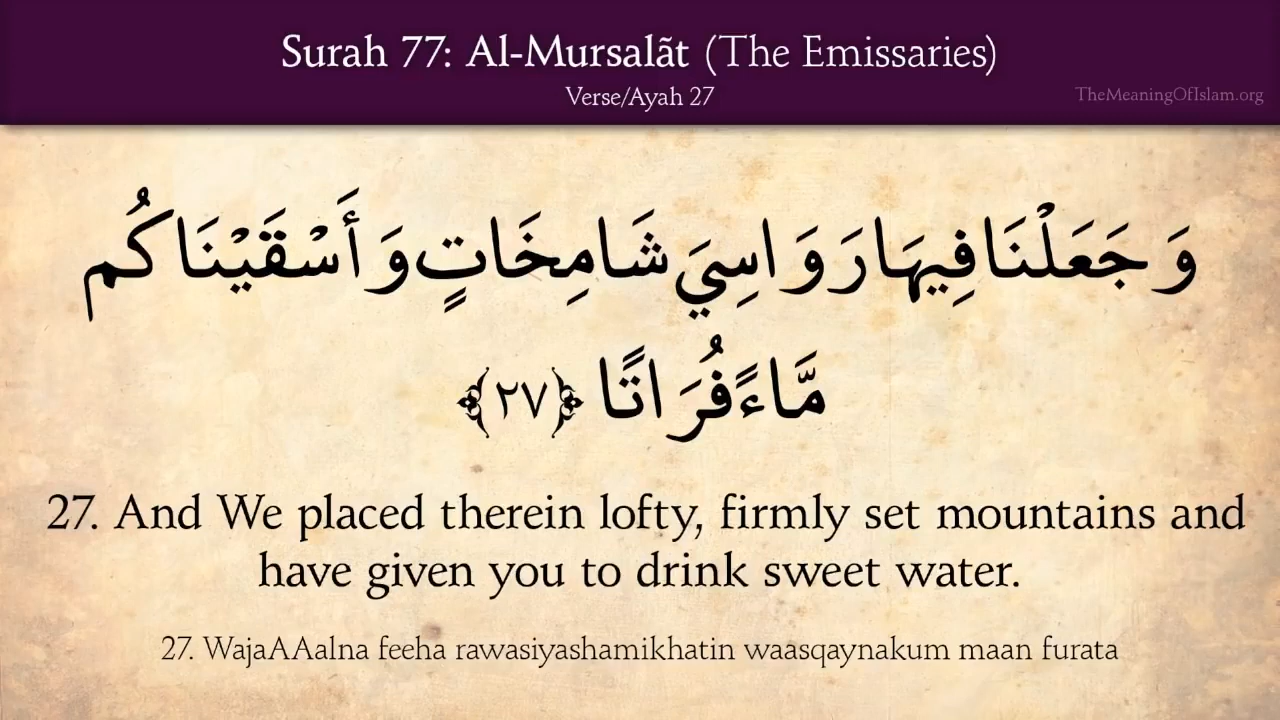 Surah 77: Al-Mursalãt (The Emissaries)
Verse/Ayah 27
TheMeaningOfIslam.org
وَجَعَلْنَا فِيهَا رَوَاسِيَ شَامِخَاتٍ وَأَسْقَيْنَاكُم
مَّاءً فُرَاتًا ﴿٢٧﴾
27. And We placed therein lofty, firmly set mountains and
have given you to drink sweet water.
27. WajaAAalna feeha rawasiyashamikhatin waasqaynakum maan furata